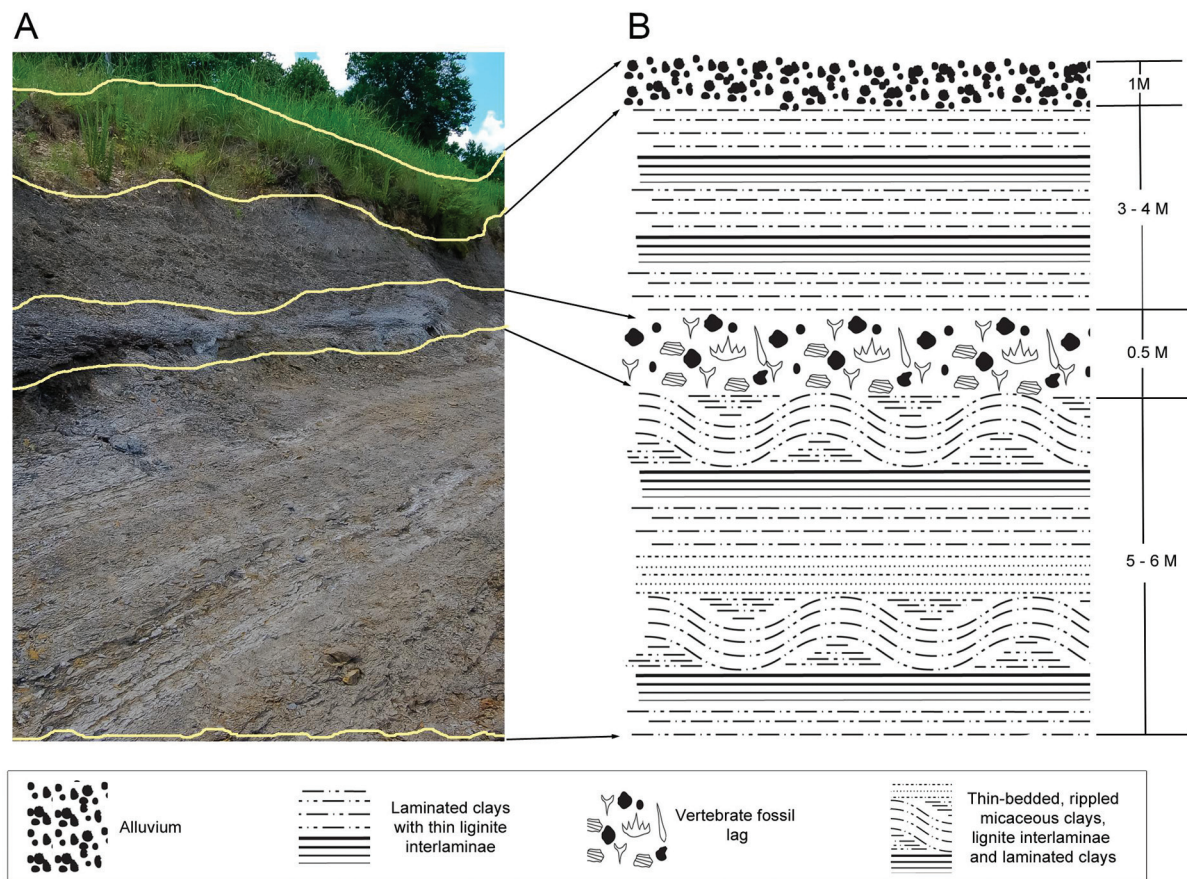 A
B
1M
3 - 4 M
0.5 M
5 - 6 M
Alluvium
Laminated clays
with thin liginite
interlaminae
Vertebrate fossil
lag
Thin-bedded, rippled
micaceous clays,
lignite interlaminae
and laminated clays